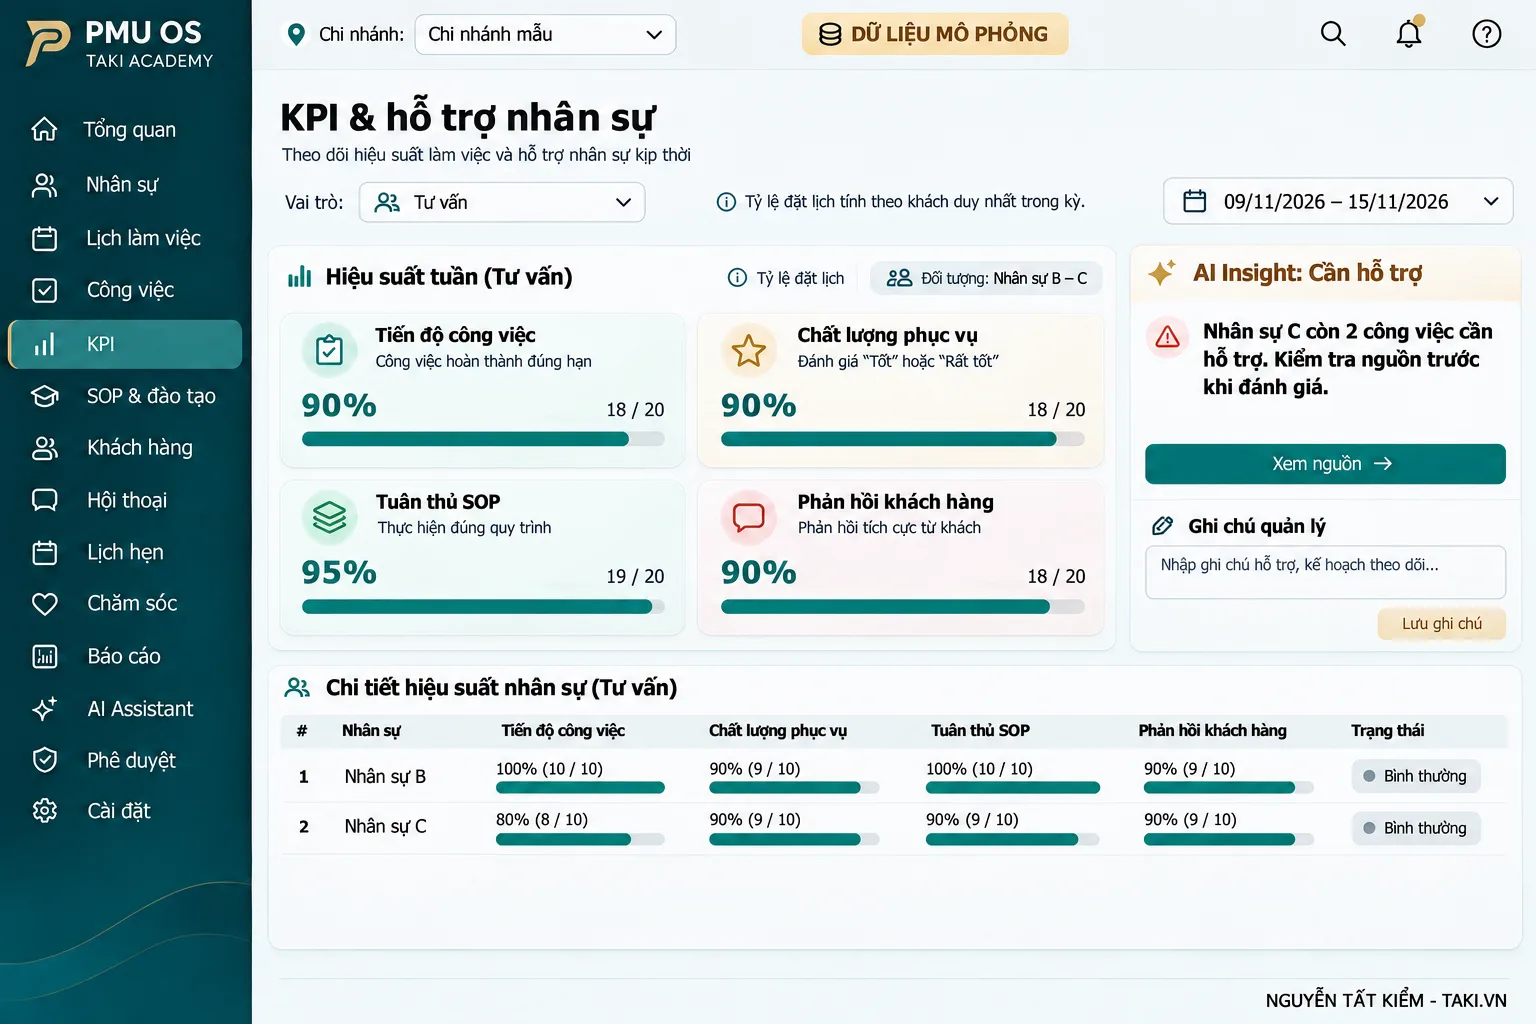 PMU OS
TAKI ACADEMY
Tổng quan
Nhân sự
Lịch làm việc
Công việc
KPI
SOP & đào tạo
Khách hàng
Hội thoại
Lịch hẹn
Chăm sóc
Báo cáo
AI Assistant
Phê duyệt
Cài đặt
Chi nhánh: Chi nhánh mẫu
DỮ LIỆU MÔ PHỎNG
KPI & hỗ trợ nhân sự
Theo dõi hiệu suất làm việc và hỗ trợ nhân sự kịp thời
Vai trò: Tư vấn
Tỷ lệ đặt lịch tính theo khách duy nhất trong kỳ.
09/11/2026 – 15/11/2026
Hiệu suất tuần (Tư vấn)
Tỷ lệ đặt lịch
Đối tượng: Nhân sự B – C
Tiến độ công việc
Công việc hoàn thành đúng hạn
90% 18 / 20
Chất lượng phục vụ
Đánh giá “Tốt” hoặc “Rất tốt”
90% 18 / 20
Tuân thủ SOP
Thực hiện đúng quy trình
95% 19 / 20
Phản hồi khách hàng
Phản hồi tích cực từ khách
90% 18 / 20
AI Insight: Cần hỗ trợ
Nhân sự C còn 2 công việc cần
hỗ trợ. Kiểm tra nguồn trước
khi đánh giá.
Xem nguồn →
Ghi chú quản lý
Nhập ghi chú hỗ trợ, kế hoạch theo dõi...
Lưu ghi chú
Chi tiết hiệu suất nhân sự (Tư vấn)
# Nhân sự Tiến độ công việc Chất lượng phục vụ Tuân thủ SOP Phản hồi khách hàng Trạng thái
1 Nhân sự B 100% (10 / 10) 90% (9 / 10) 100% (10 / 10) 90% (9 / 10) Bình thường
2 Nhân sự C 80% (8 / 10) 90% (9 / 10) 90% (9 / 10) 90% (9 / 10) Bình thường
NGUYỄN TẤT KIỂM - TAKI.VN